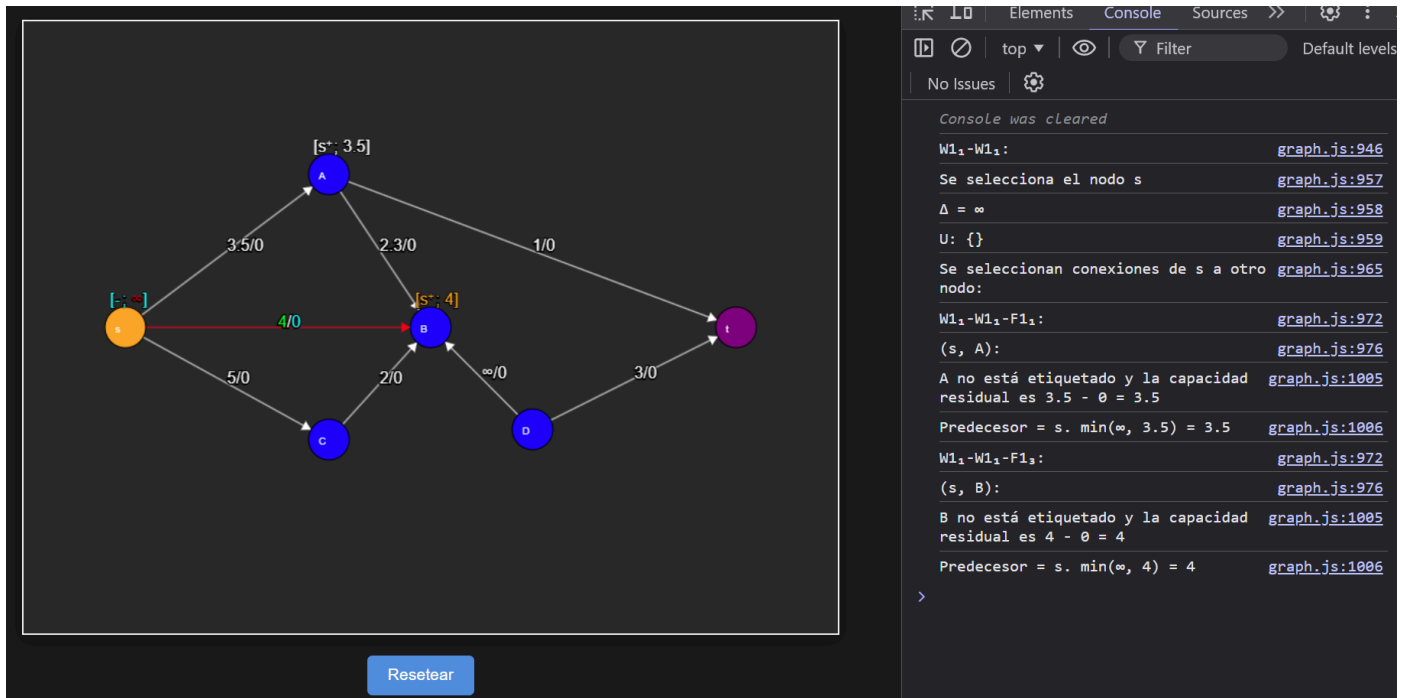 Elements Console Sources
top ▼ Filter Default levels
No Issues
[s⁺; 3.5]
A
3.5/0
2.3/0
1/0
[-; ∞]
[s⁺; 4]
s
4/0
B
t
5/0
2/0
∞/0
3/0
C
D
Resetear
Console was cleared
W1₁-W1₁: graph.js:946
Se selecciona el nodo s graph.js:957
Δ = ∞ graph.js:958
U: {} graph.js:959
Se seleccionan conexiones de s a otro graph.js:965
nodo:
W1₁-W1₁-F1₁: graph.js:972
(s, A): graph.js:976
A no está etiquetado y la capacidad graph.js:1005
residual es 3.5 - 0 = 3.5
Predecesor = s. min(∞, 3.5) = 3.5 graph.js:1006
W1₁-W1₁-F1₃: graph.js:972
(s, B): graph.js:976
B no está etiquetado y la capacidad graph.js:1005
residual es 4 - 0 = 4
Predecesor = s. min(∞, 4) = 4 graph.js:1006